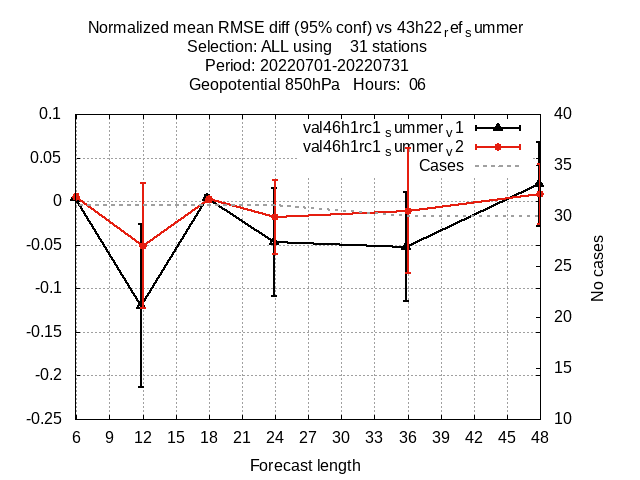 Normalized mean RMSE diff (95% conf) vs 43h22refsummer
Selection: ALL using 31 stations
Period: 20220701-20220731
Geopotential 850hPa Hours: 06
val46h1rc1summerv1
val46h1rc1summerv2
Cases
0.1
0.05
0
-0.05
-0.1
-0.15
-0.2
-0.25
40
35
30
25
20
15
10
No cases
6 9 12 15 18 21 24 27 30 33 36 39 42 45 48
Forecast length